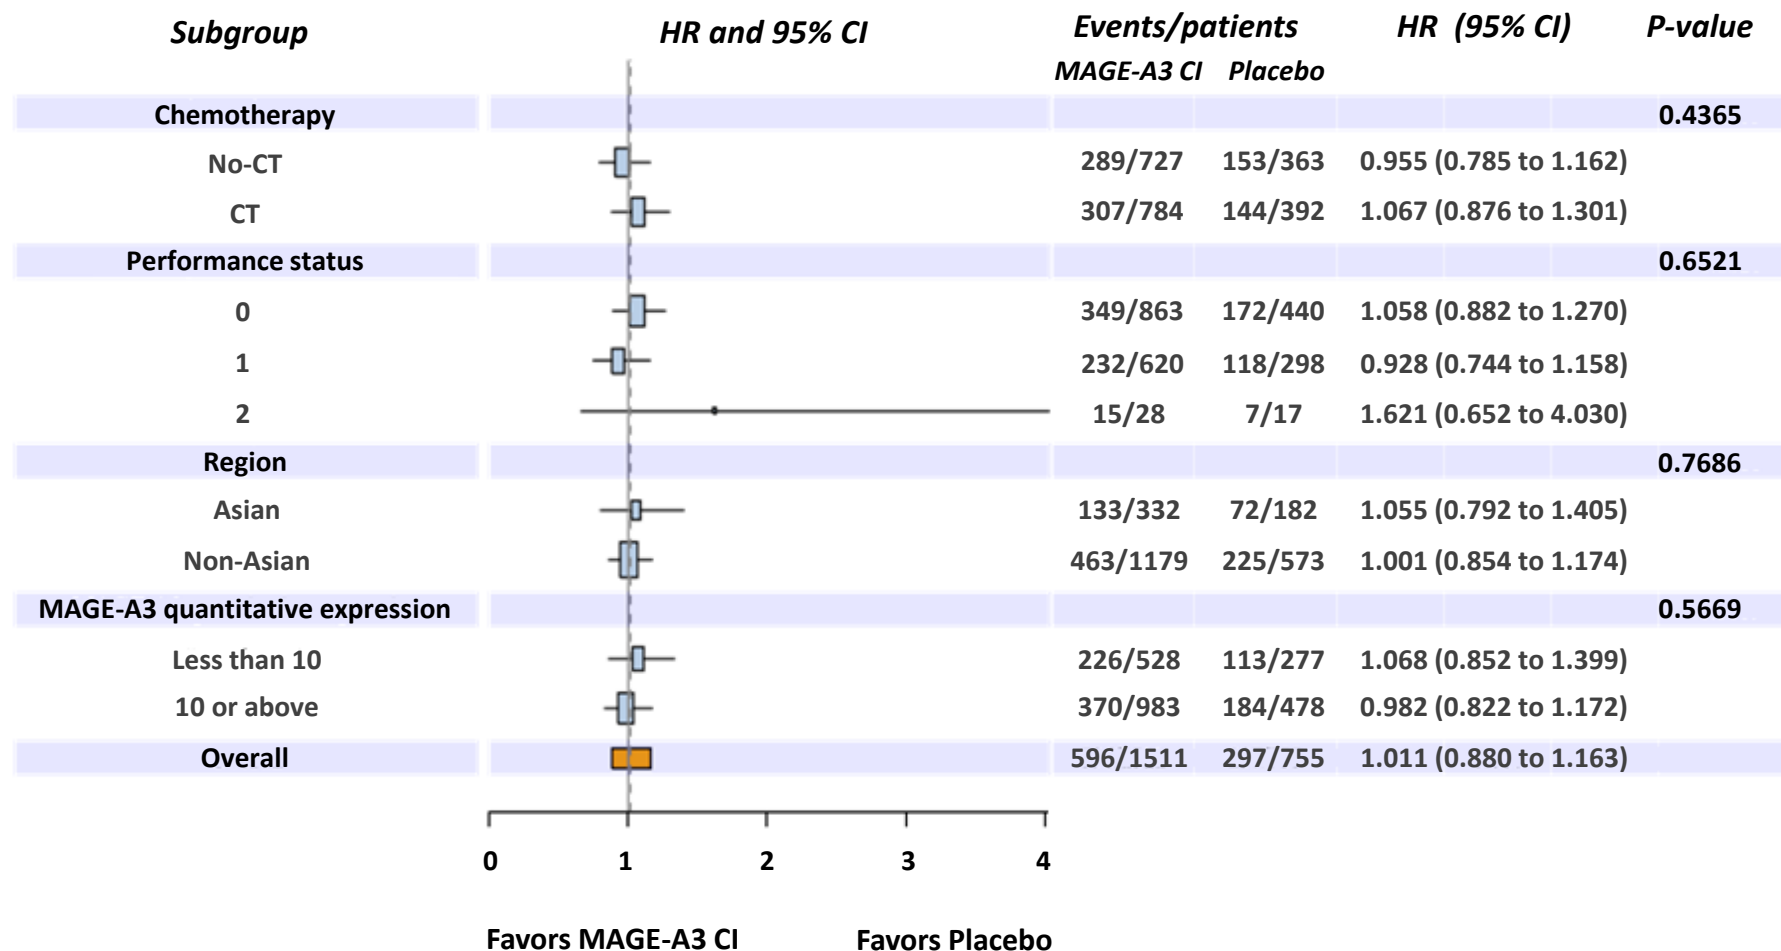 Subgroup HR and 95% CI Events/patients HR (95% CI) P-value
MAGE-A3 CI Placebo
Chemotherapy 0.4365
No-CT 289/727 153/363 0.955 (0.785 to 1.162)
CT 307/784 144/392 1.067 (0.876 to 1.301)
Performance status 0.6521
0 349/863 172/440 1.058 (0.882 to 1.270)
1 232/620 118/298 0.928 (0.744 to 1.158)
2 15/28 7/17 1.621 (0.652 to 4.030)
Region 0.7686
Asian 133/332 72/182 1.055 (0.792 to 1.405)
Non-Asian 463/1179 225/573 1.001 (0.854 to 1.174)
MAGE-A3 quantitative expression 0.5669
Less than 10 226/528 113/277 1.068 (0.852 to 1.399)
10 or above 370/983 184/478 0.982 (0.822 to 1.172)
Overall 596/1511 297/755 1.011 (0.880 to 1.163)
0 1 2 3 4
Favors MAGE-A3 CI Favors Placebo